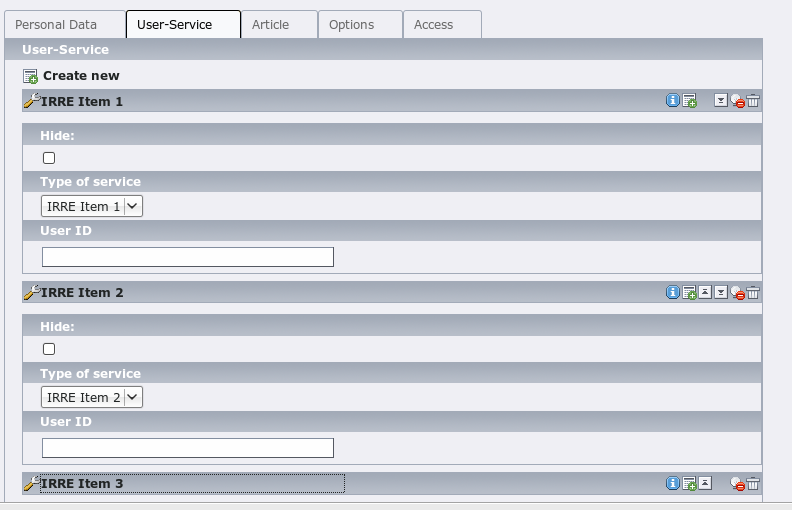 Personal Data User-Service Article Options Access
User-Service
Create new
IRRE Item 1
Hide:
Type of service
IRRE Item 1
User ID
IRRE Item 2
Hide:
Type of service
IRRE Item 2
User ID
IRRE Item 3